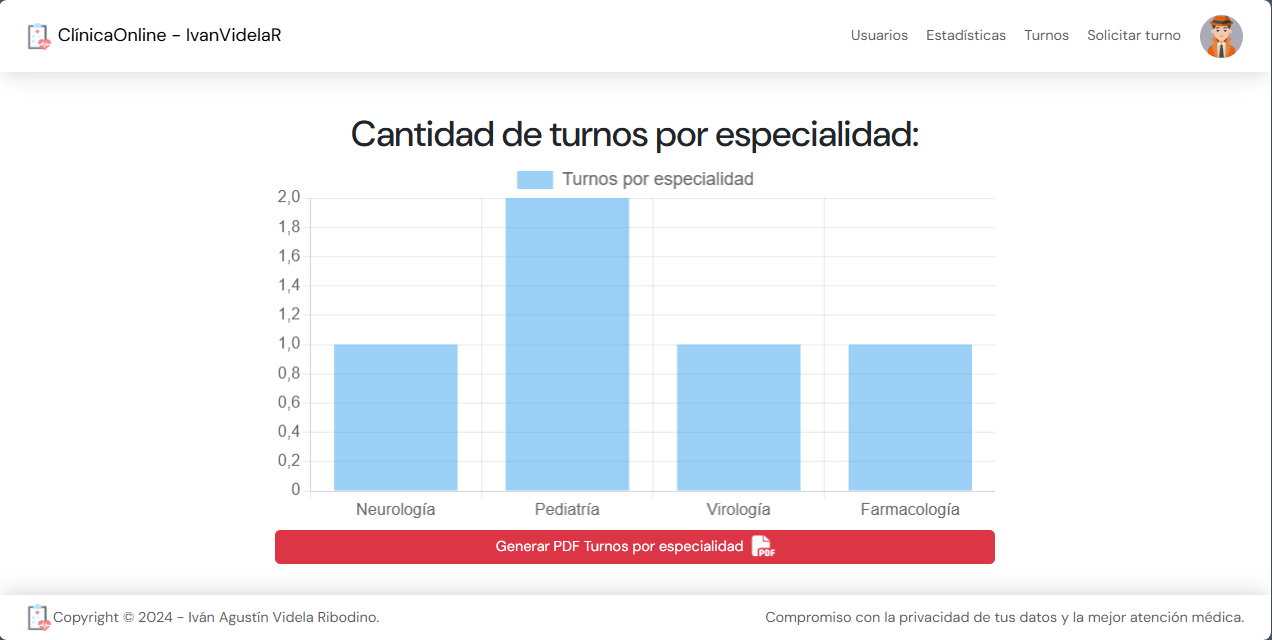 ClínicaOnline - IvanVidelaR
Usuarios Estadísticas Turnos Solicitar turno
Cantidad de turnos por especialidad:
Turnos por especialidad
2,0
1,8
1,6
1,4
1,2
1,0
0,8
0,6
0,4
0,2
0
Neurología Pediatría Virología Farmacología
Generar PDF Turnos por especialidad PDF
Copyright © 2024 - Iván Agustín Videla Ribodino. Compromiso con la privacidad de tus datos y la mejor atención médica.